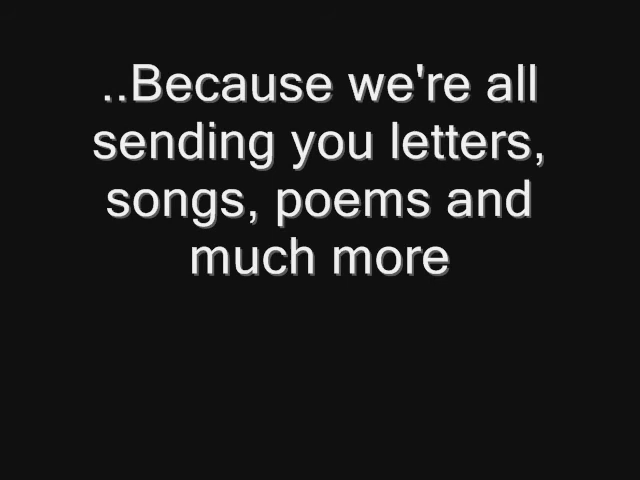 ..Because we're all
sending you letters,
songs, poems and
much more